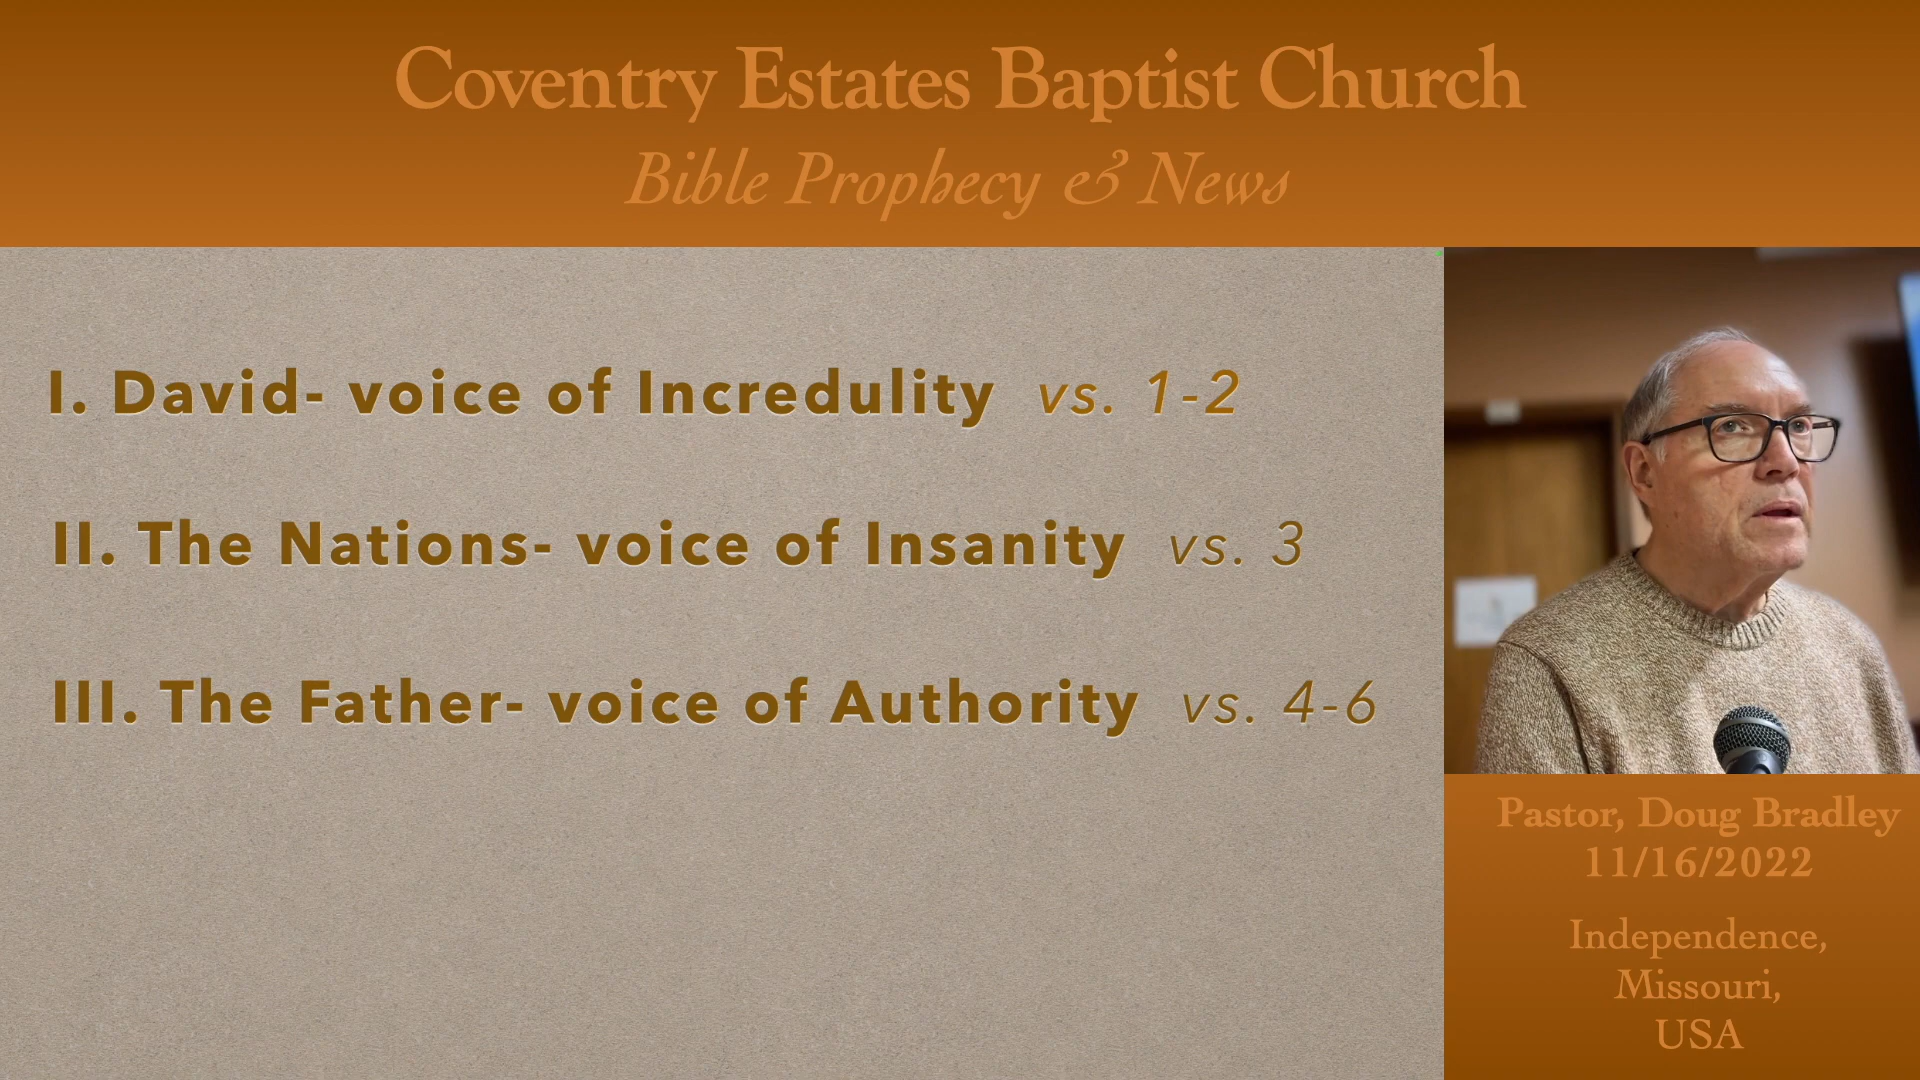 Coventry Estates Baptist Church
Bible Prophecy & News
I. David- voice of Incredulity vs. 1-2
II. The Nations- voice of Insanity vs. 3
III. The Father- voice of Authority vs. 4-6
Pastor, Doug Bradley
11/16/2022
Independence,
Missouri,
USA